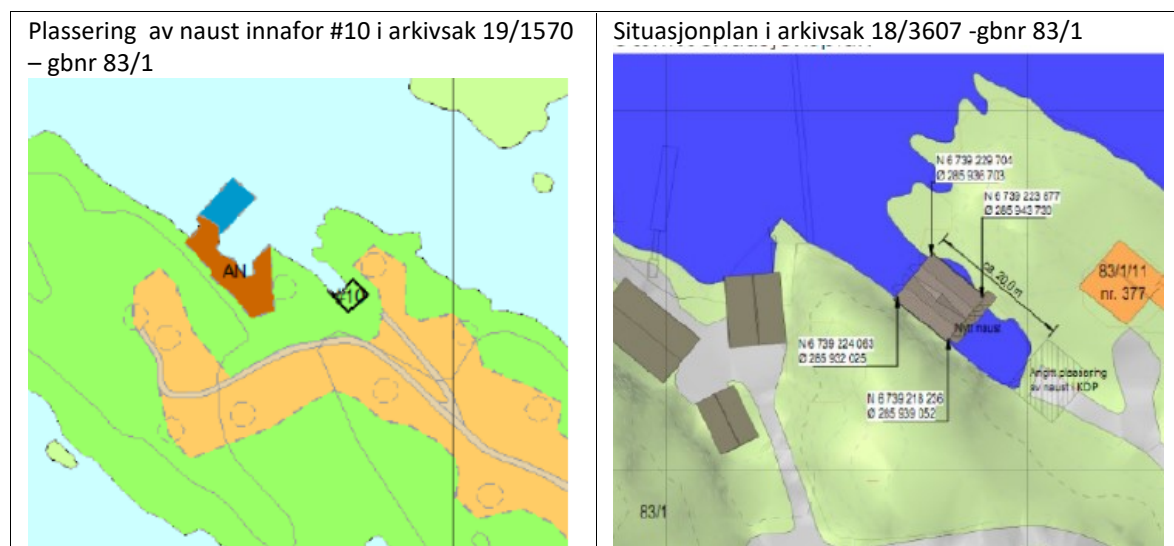 Plassering av naust innafor #10 i arkivsak 19/1570
– gbnr 83/1
Situasjonplan i arkivsak 18/3607 -gbnr 83/1
AN
#10
N 6 739 229 704
Ø 285 936 703
N 6 739 223 877
Ø 285 943 730
ca. 20,0 m
83/1/11
nr. 377
Nytt naust
N 6 739 224 063
Ø 285 932 025
Angitt plassering
av naust i KDP
N 6 739 218 236
Ø 285 939 052
83/1